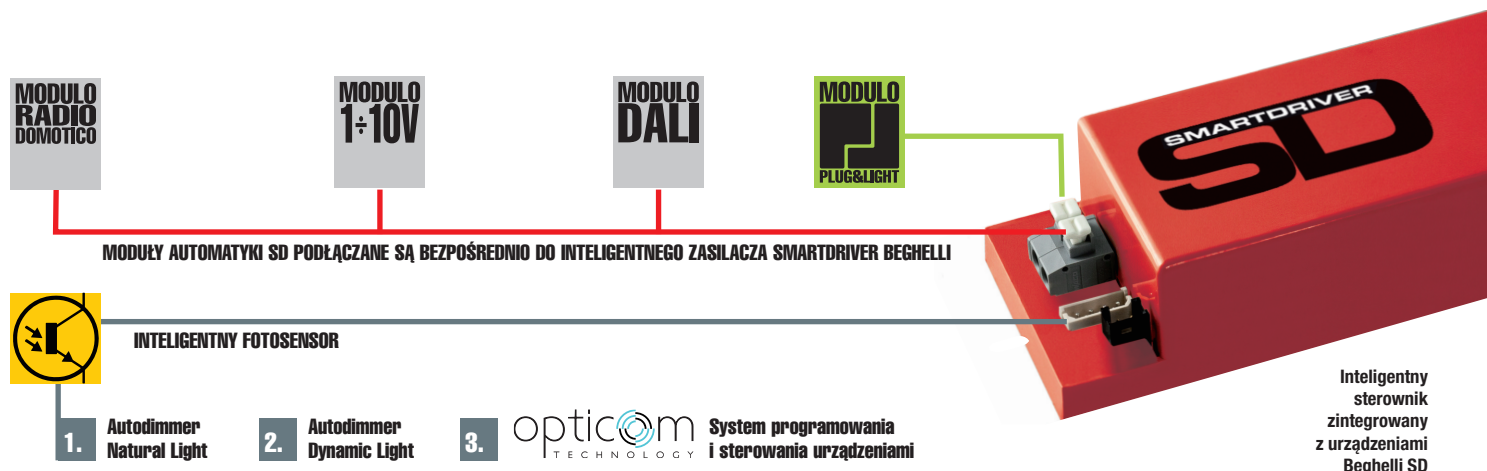 MODULO
RADIO
DOMOTICO
MODULO
1÷10V
MODULO
DALI
MODULO
PLUG&LIGHT
SMARTDRIVER
SD
MODUŁY AUTOMATYKI SD PODŁĄCZANE SĄ BEZPOŚREDNIO DO INTELIGENTNEGO ZASILACZA SMARTDRIVER BEGHELLI
INTELIGENTNY FOTOSENSOR
1. Autodimmer
Natural Light
2. Autodimmer
Dynamic Light
3. opticom
TECHNOLOGY
System programowania
i sterowania urządzeniami
Inteligentny
sterownik
zintegrowany
z urządzeniami
Beghelli SD